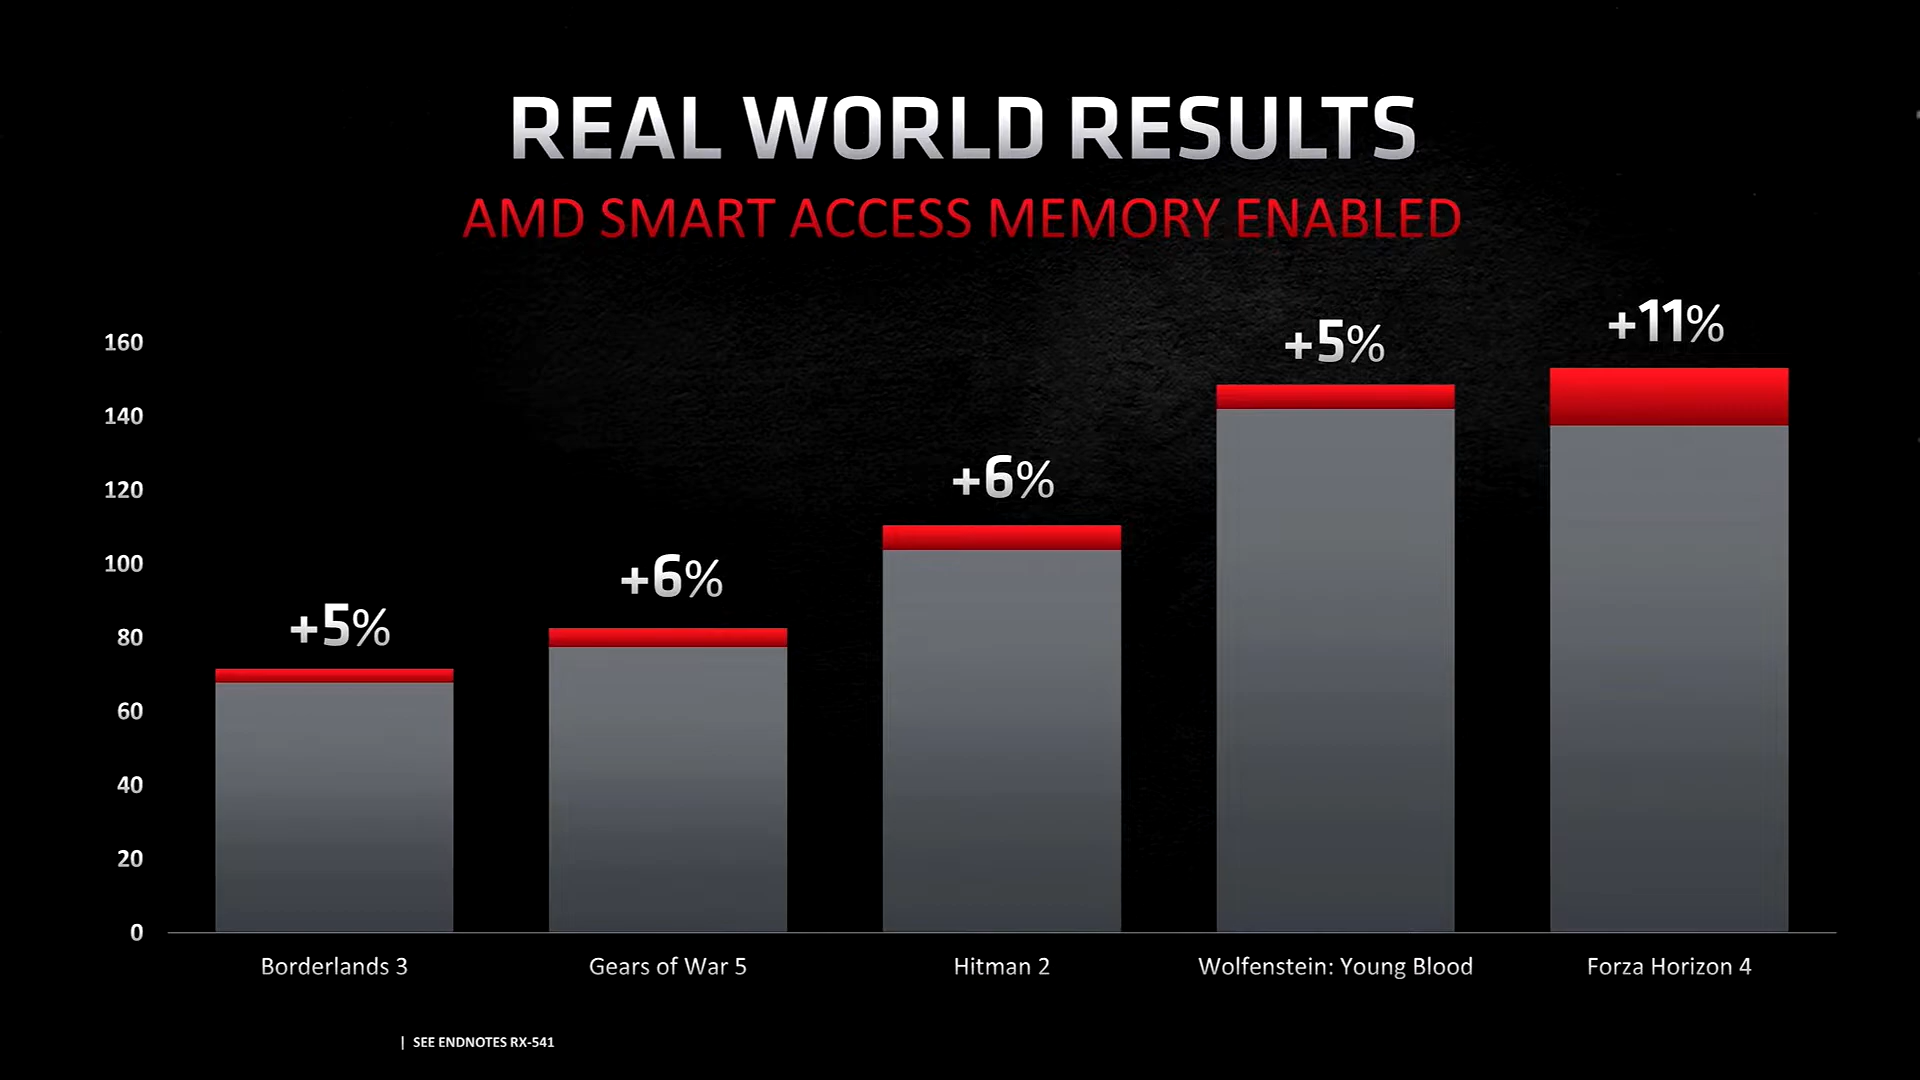 REAL WORLD RESULTS
AMD SMART ACCESS MEMORY ENABLED
160
140
120
100
80
60
40
20
0
+5%
+6%
+6%
+5%
+11%
Borderlands 3
Gears of War 5
Hitman 2
Wolfenstein: Young Blood
Forza Horizon 4
| SEE ENDNOTES RX-541